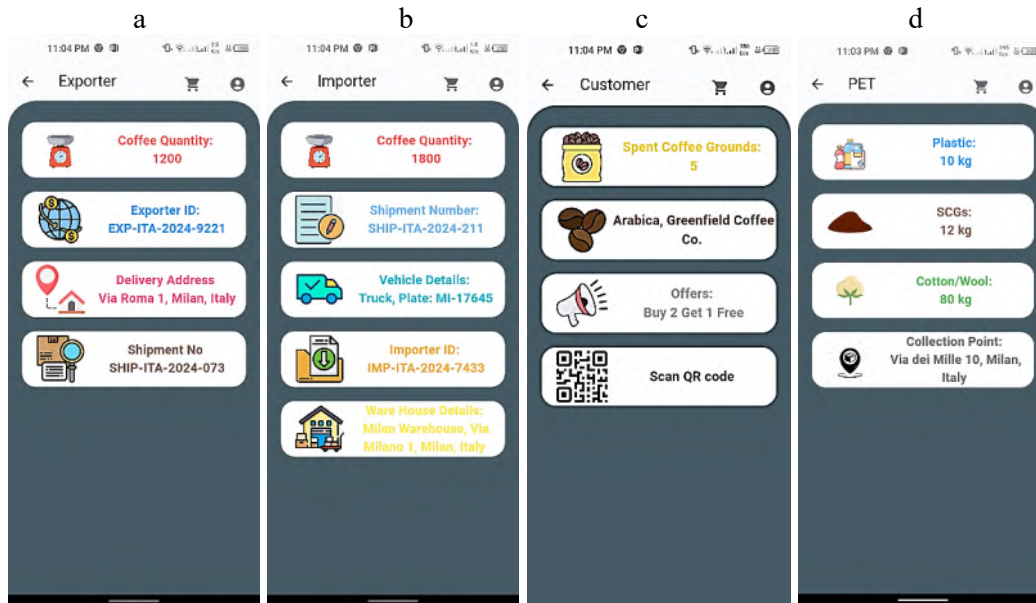 a
b
c
d
11:04 PM
Exporter
Coffee Quantity:
1200
Exporter ID:
EXP-ITA-2024-9221
Delivery Address
Via Roma 1, Milan, Italy
Shipment No
SHIP-ITA-2024-073
11:04 PM
Importer
Coffee Quantity:
1800
Shipment Number:
SHIP-ITA-2024-211
Vehicle Details:
Truck, Plate: MI-17645
Importer ID:
IMP-ITA-2024-7433
Ware House Details:
Milan Warehouse, Via
Milano 1, Milan, Italy
11:04 PM
Customer
Spent Coffee Grounds:
5
Arabica, Greenfield Coffee
Co.
Offers:
Buy 2 Get 1 Free
Scan QR code
11:03 PM
PET
Plastic:
10 kg
SCGs:
12 kg
Cotton/Wool:
80 kg
Collection Point:
Via dei Mille 10, Milan,
Italy